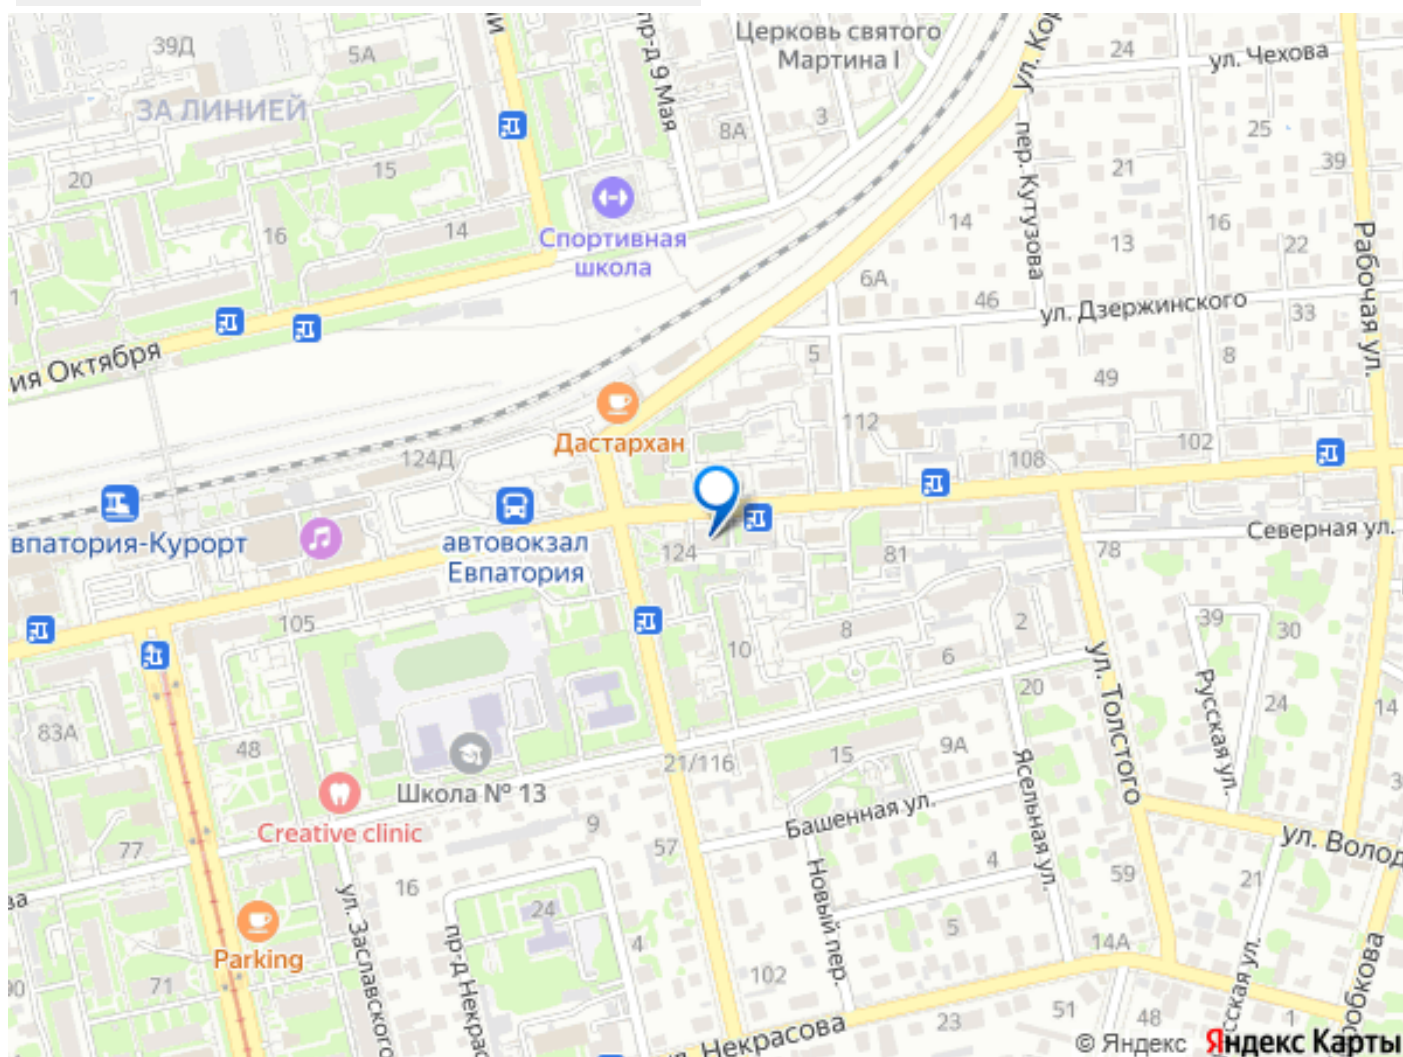 Церковь святого
Мартина I
ул. Чехова
39Д
5А
24
пр-д 9 Мая
ЗА ЛИНИЕЙ
8А
3
25
39
20
15
пер. Кутузова
21
16
14
Спортивная
школа
14
13
16
22
Рабочая ул.
6А
46
ул. Дзержинского
33
ия Октября
5
8
49
Дастархан
112
102
108
124Д
впатория-Курорт
автовокзал
Евпатория
124
81
78
Северная ул.
105
10
8
2
6
39
30
20
ул. Толстого
Русская ул.
24
14
83А
48
21/116
15
9А
Ясельная ул.
Школа № 13
Creative clinic
9
Башенная ул.
77
57
ул. Волод
16
4
59
21
ул. Заславского
24
Новый пер.
5
Parking
пр-д Некрас
4
14А
71
102
51
48
1
23
Некрасова
сская ул.
робкова
© Яндекс Яндекс Карты